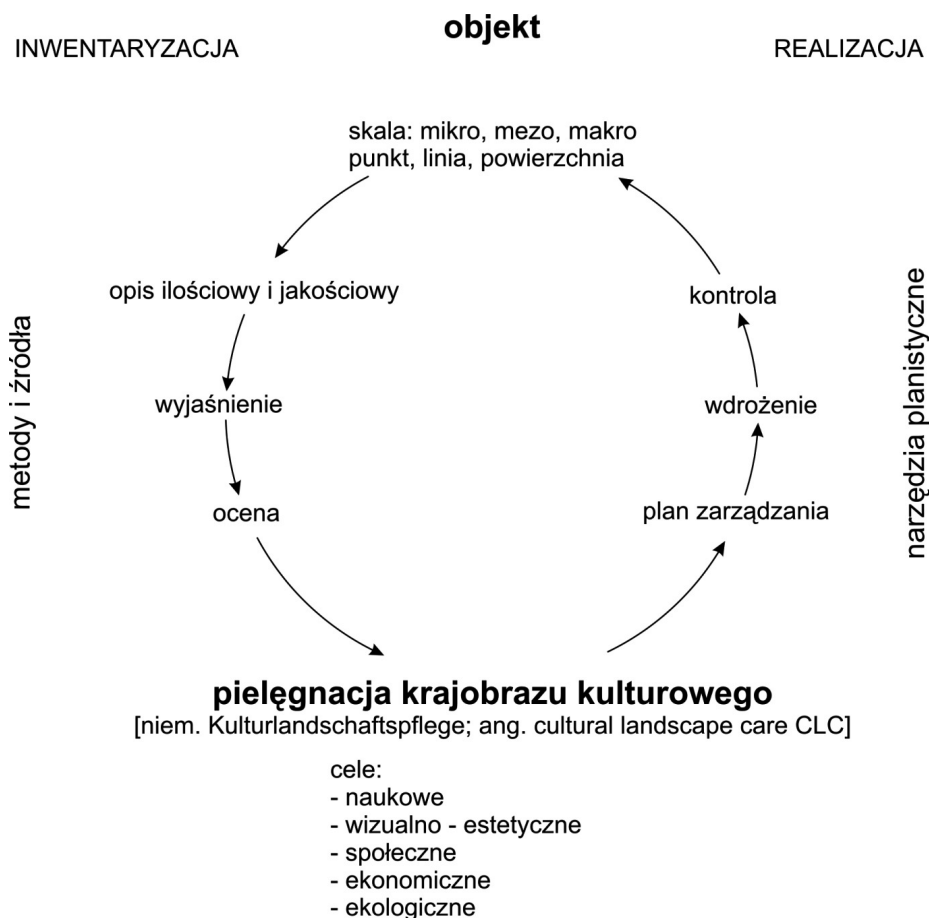 objekt
INWENTARYZACJA
REALIZACJA
skala: mikro, mezo, makro
punkt, linia, powierzchnia
opis ilościowy i jakościowy
kontrola
metody i źródła
narzędzia planistyczne
wyjaśnienie
wdrożenie
ocena
plan zarządzania
pielęgnacja krajobrazu kulturowego
[niem. Kulturlandschaftspflege; ang. cultural landscape care CLC]
cele:
- naukowe
- wizualno - estetyczne
- społeczne
- ekonomiczne
- ekologiczne